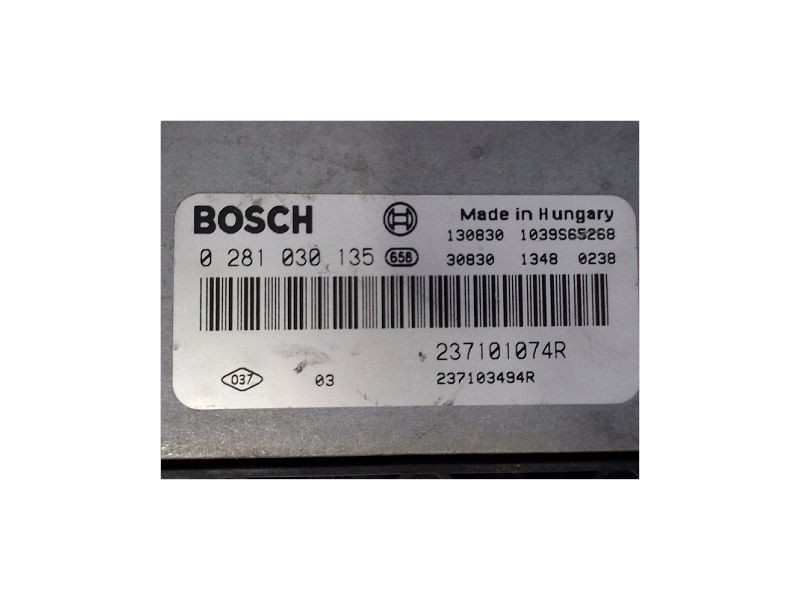 BOSCH
Made in Hungary
130830 1039S65268
0 281 030 135 658
30830 1348 0238
237101074R
037 03
237103494R